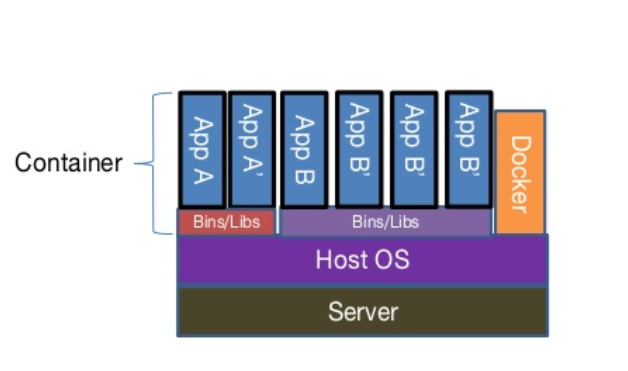 Container
App A
App A'
App B
App B'
App B'
App B'
Docker
Bins/Libs
Bins/Libs
Host OS
Server